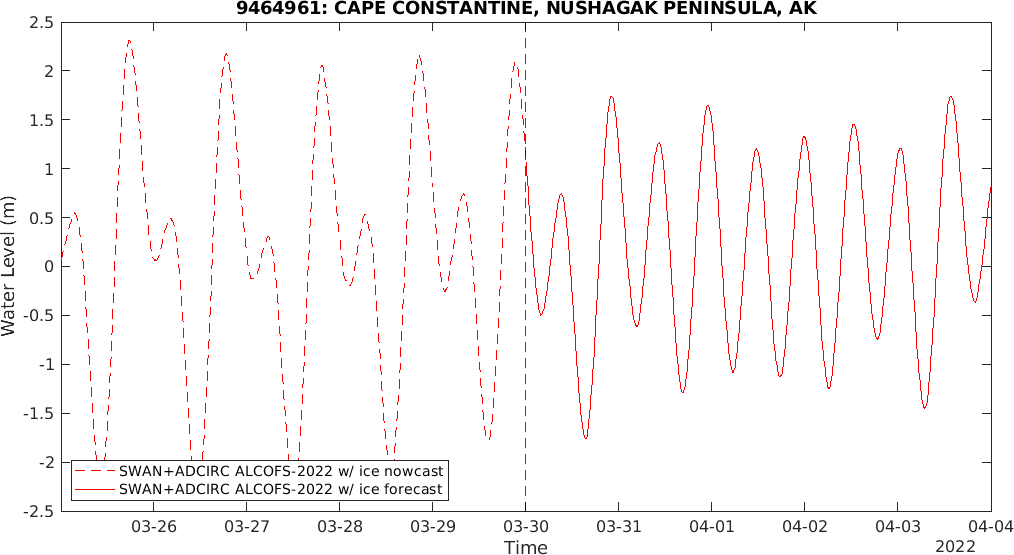 9464961: CAPE CONSTANTINE, NUSHAGAK PENINSULA, AK
2.5
2
1.5
1
0.5
0
-0.5
-1
-1.5
-2
-2.5
Water Level (m)
SWAN+ADCIRC ALCOFS-2022 w/ ice nowcast
SWAN+ADCIRC ALCOFS-2022 w/ ice forecast
03-26 03-27 03-28 03-29 03-30 03-31 04-01 04-02 04-03 04-04
Time
2022